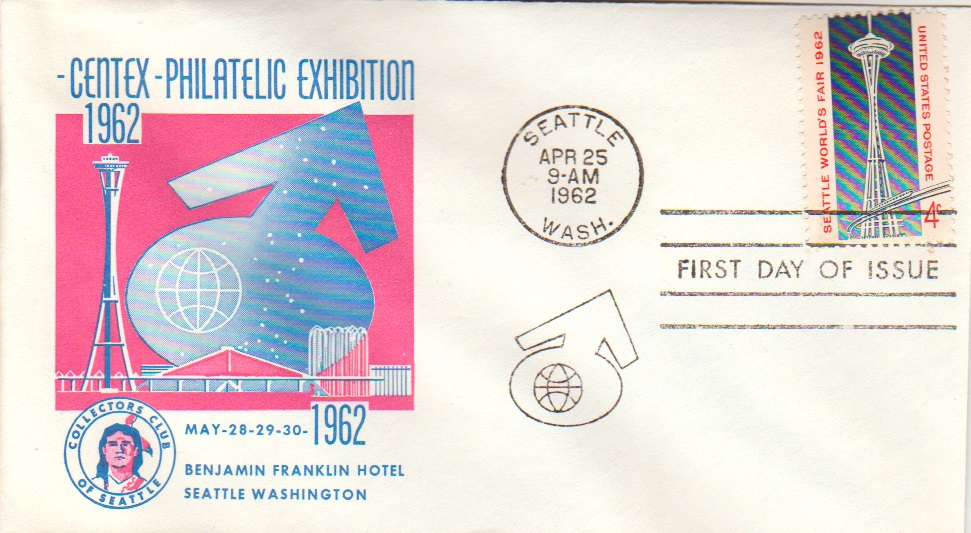 -CENTEX-PHILATELIC EXHIBITION
1962
COLLECTORS CLUB
OF SEATTLE
MAY-28-29-30-1962
BENJAMIN FRANKLIN HOTEL
SEATTLE WASHINGTON
SEATTLE
APR 25
9-AM
1962
WASH.
SEATTLE WORLD'S FAIR 1962
UNITED STATES POSTAGE
4c
FIRST DAY OF ISSUE